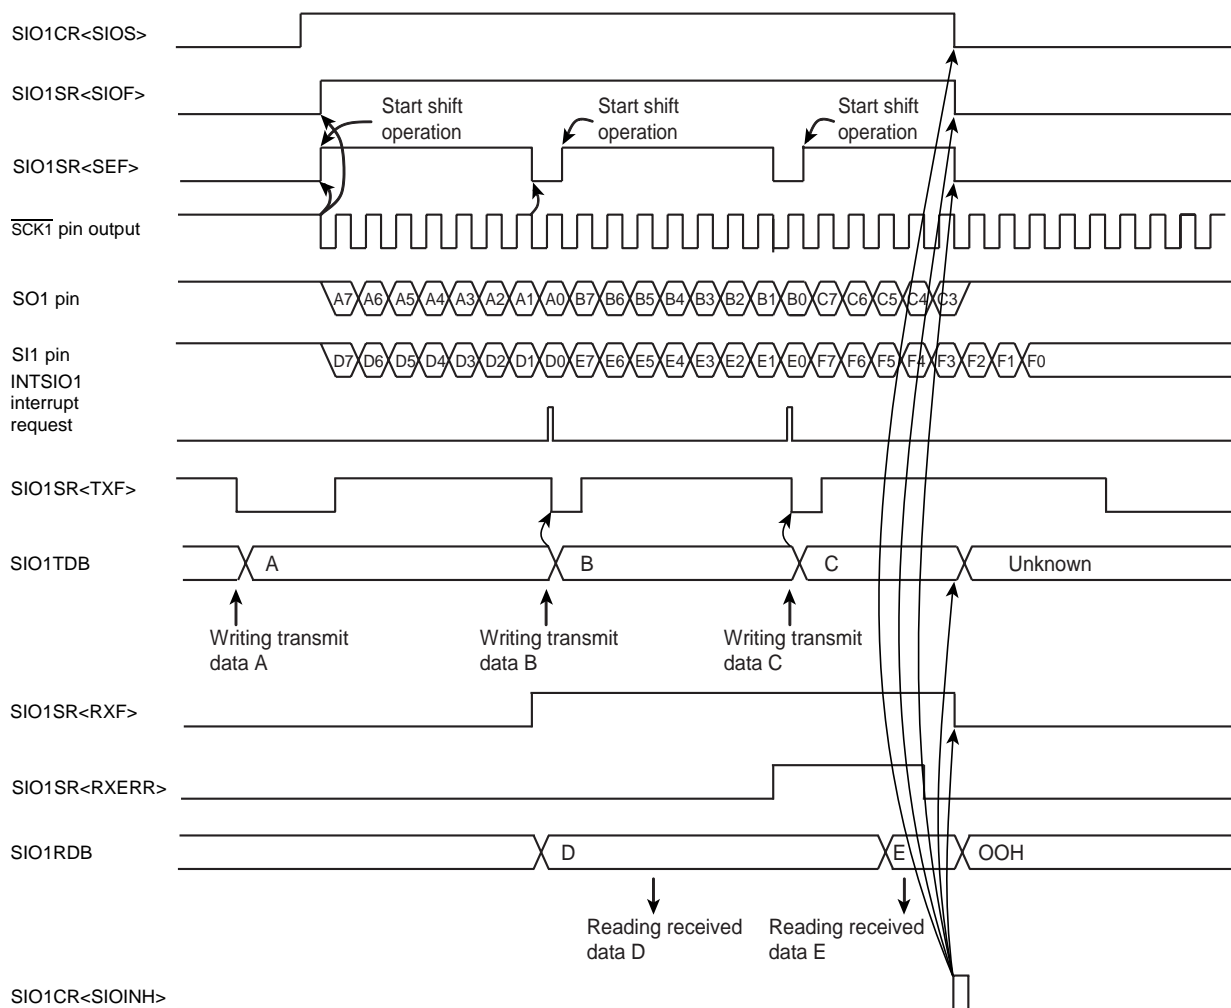 SIO1CR<SIOS>
SIO1SR<SIOF>
Start shift
operation
Start shift
operation
Start shift
operation
SIO1SR<SEF>
SCK1 pin output
SO1 pin
A7 A6 A5 A4 A3 A2 A1 A0 B7 B6 B5 B4 B3 B2 B1 B0 C7 C6 C5 C4 C3
SI1 pin
D7 D6 D5 D4 D3 D2 D1 D0 E7 E6 E5 E4 E3 E2 E1 E0 F7 F6 F5 F4 F3 F2 F1 F0
INTSIO1
interrupt
request
SIO1SR<TXF>
SIO1TDB
A B C Unknown
Writing transmit
data A
Writing transmit
data B
Writing transmit
data C
SIO1SR<RXF>
SIO1SR<RXERR>
SIO1RDB
D E OOH
Reading received
data D
Reading received
data E
SIO1CR<SIOINH>